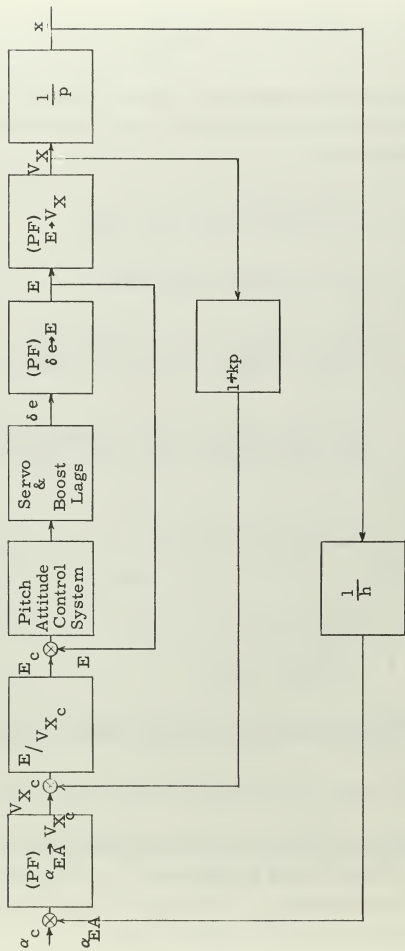 α_c
α_EA
(PF)
α_EA → V_X_c
V_X_c
E/V_X_c
E_c
E
Pitch
Attitude
Control
System
Servo
&
Boost
Lags
δe
(PF)
δe→E
E
(PF)
E→V_X
V_X
1
p
x
1+kp
1
h